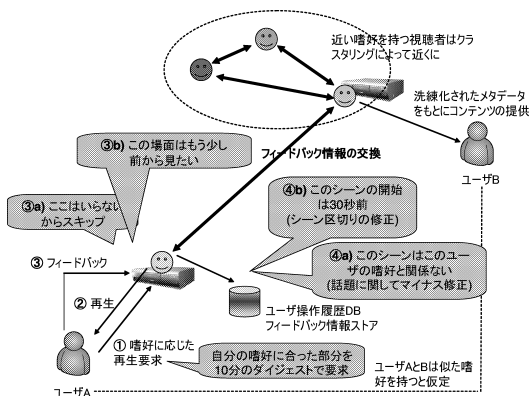 近い嗜好を持つ視聴者はクラ
スタリングによって近くに
洗練化されたメタデータ
をもとにコンテンツの提供
ユーザB
フィードバック情報の交換
③b) この場面はもう少し
前から見たい
③a) ここはいらない
からスキップ
④b) このシーンの開始
は30秒前
(シーン区切りの修正)
④a) このシーンはこのユー
ザの嗜好と関係ない
(話題に関してマイナス修正)
③ フィードバック
② 再生
① 嗜好に応じた
再生要求
ユーザ操作履歴DB
フィードバック情報ストア
自分の嗜好に合った部分を
10分のダイジェストで要求
ユーザA
ユーザAとBは似た嗜
好を持つと仮定